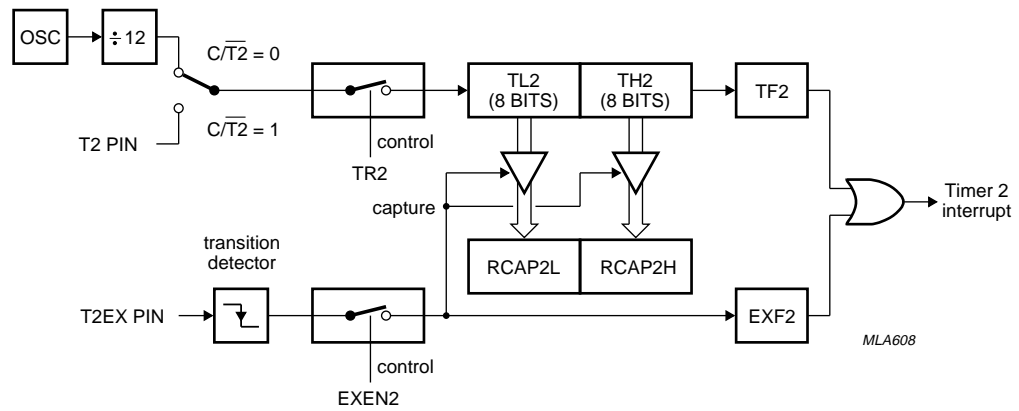 OSC
÷ 12
C/T2̅ = 0
C/T2̅ = 1
T2 PIN
control
TR2
TL2
(8 BITS)
TH2
(8 BITS)
TF2
capture
RCAP2L
RCAP2H
Timer 2
interrupt
transition
detector
T2EX PIN
control
EXEN2
EXF2
MLA608